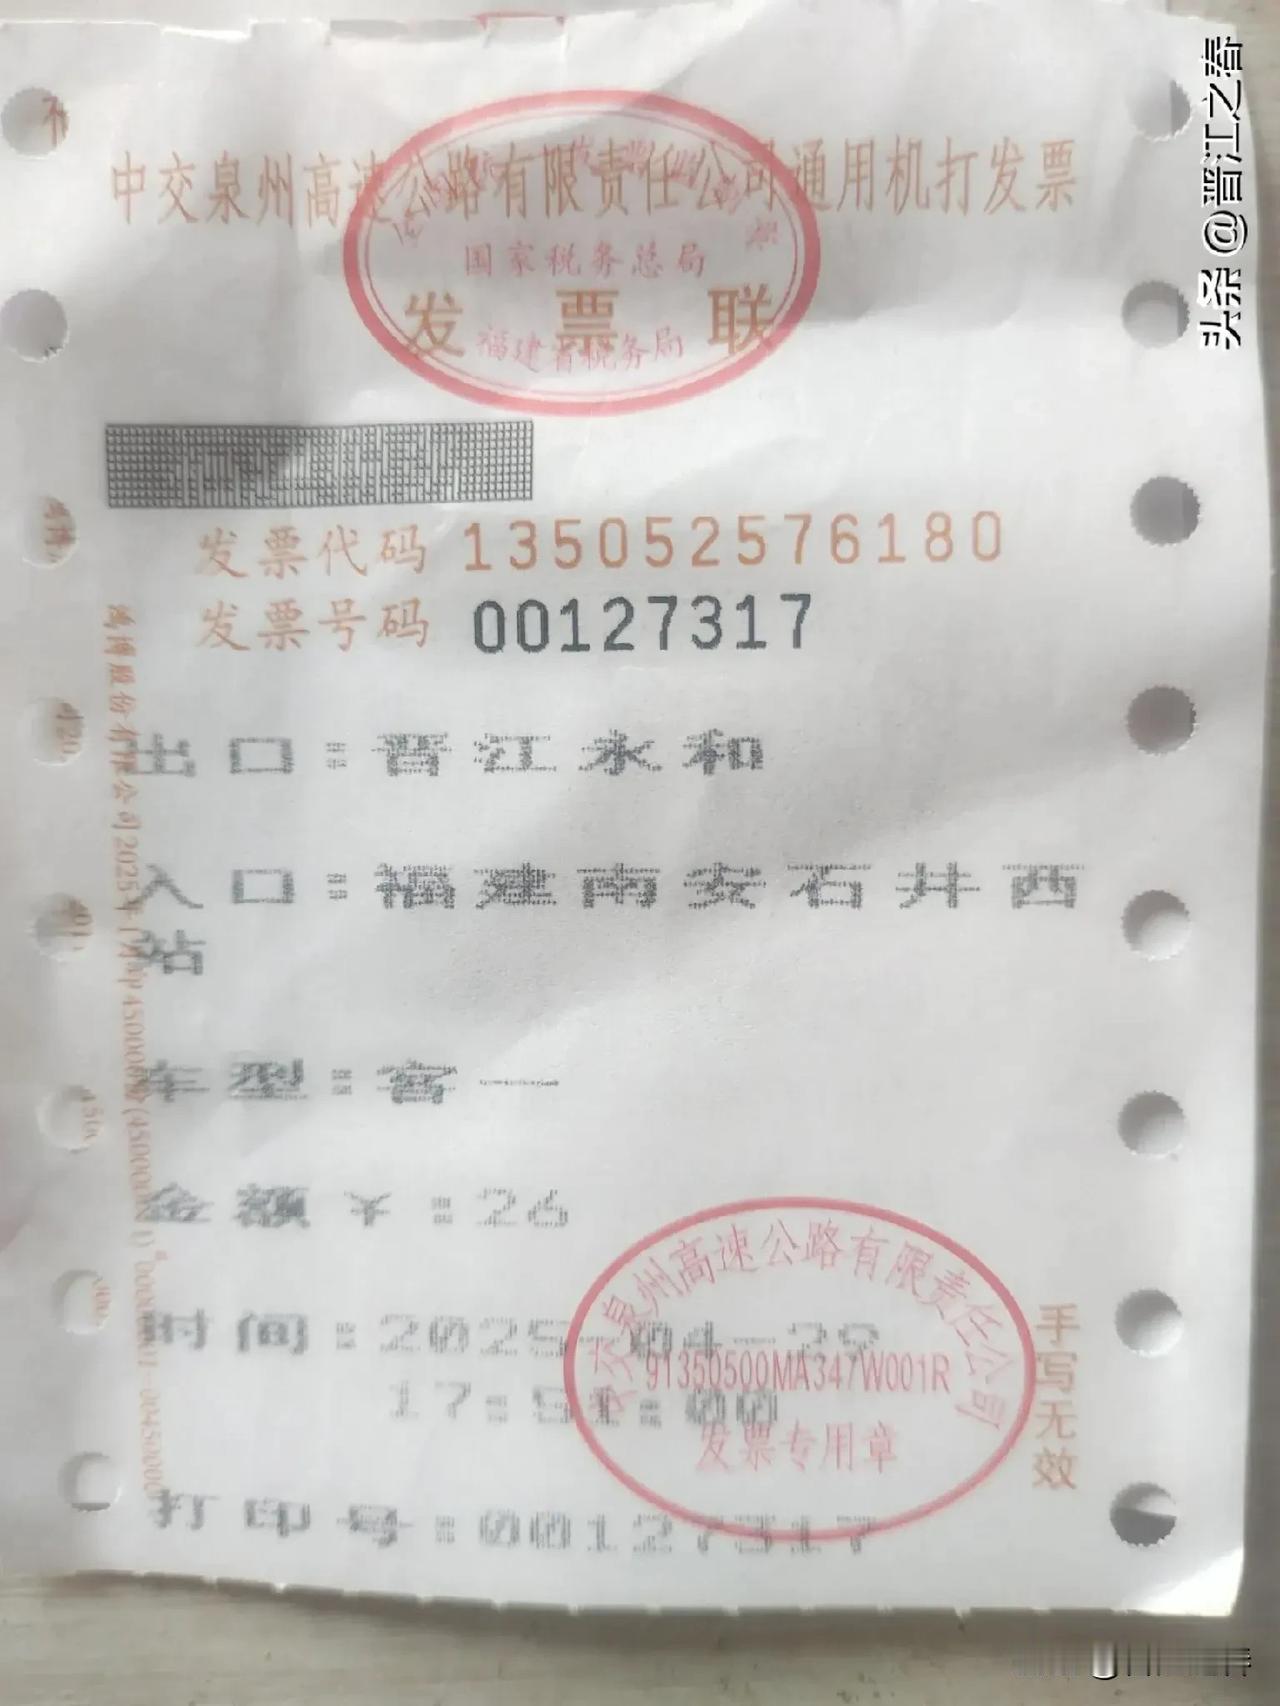 头条 @晋江之春
中交泉州高速公路有限责任公司通用机打发票
国家税务总局
发票联
福建省税务局
发票代码 135052576180
发票号码 00127317
出口:晋江永和
入口:福建南安石井西
站
车型:客一
金额¥:26
时间:2025-04-29
17:51:00
打印号:00127317
中交泉州高速公路有限责任公司
91350500MA347W001R
发票专用章
手写无效